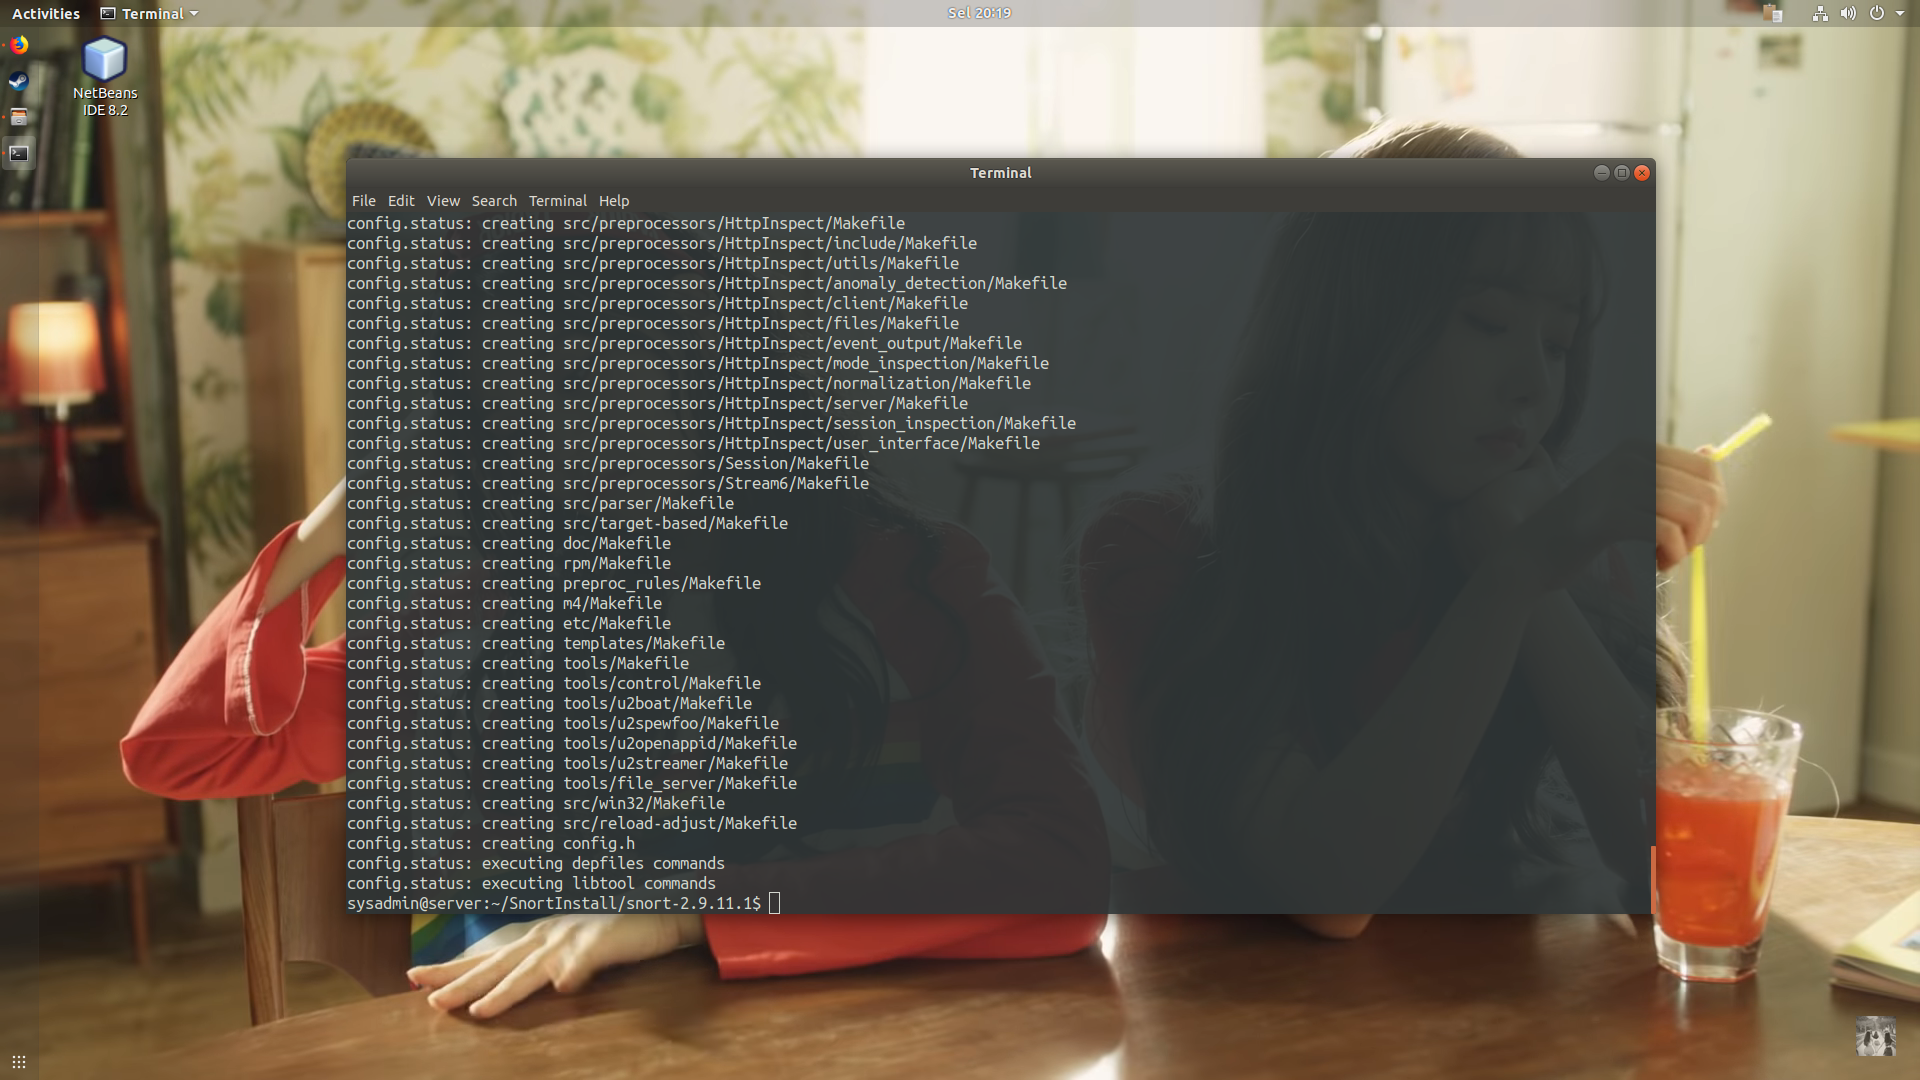 Activities
Terminal
Sel 20:19
NetBeans
IDE 8.2
Terminal
File Edit View Search Terminal Help
config.status: creating src/preprocessors/HttpInspect/Makefile
config.status: creating src/preprocessors/HttpInspect/include/Makefile
config.status: creating src/preprocessors/HttpInspect/utils/Makefile
config.status: creating src/preprocessors/HttpInspect/anomaly_detection/Makefile
config.status: creating src/preprocessors/HttpInspect/client/Makefile
config.status: creating src/preprocessors/HttpInspect/files/Makefile
config.status: creating src/preprocessors/HttpInspect/event_output/Makefile
config.status: creating src/preprocessors/HttpInspect/mode_inspection/Makefile
config.status: creating src/preprocessors/HttpInspect/normalization/Makefile
config.status: creating src/preprocessors/HttpInspect/server/Makefile
config.status: creating src/preprocessors/HttpInspect/session_inspection/Makefile
config.status: creating src/preprocessors/HttpInspect/user_interface/Makefile
config.status: creating src/preprocessors/Session/Makefile
config.status: creating src/preprocessors/Stream6/Makefile
config.status: creating src/parser/Makefile
config.status: creating src/target-based/Makefile
config.status: creating doc/Makefile
config.status: creating rpm/Makefile
config.status: creating preproc_rules/Makefile
config.status: creating m4/Makefile
config.status: creating etc/Makefile
config.status: creating templates/Makefile
config.status: creating tools/Makefile
config.status: creating tools/control/Makefile
config.status: creating tools/u2boat/Makefile
config.status: creating tools/u2spewfoo/Makefile
config.status: creating tools/u2openappid/Makefile
config.status: creating tools/u2streamer/Makefile
config.status: creating tools/file_server/Makefile
config.status: creating src/win32/Makefile
config.status: creating src/reload-adjust/Makefile
config.status: creating config.h
config.status: executing depfiles commands
config.status: executing libtool commands
sysadmin@server:~/SnortInstall/snort-2.9.11.1$